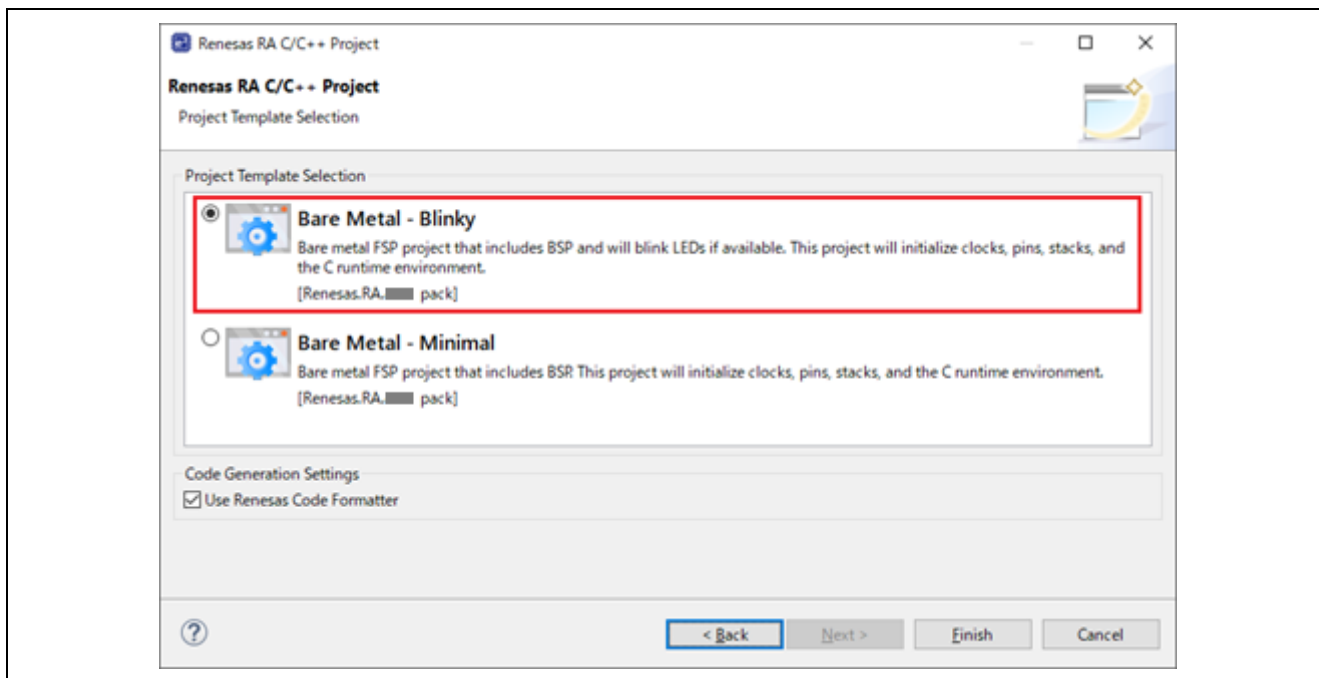 Renesas RA C/C++ Project
Renesas RA C/C++ Project
Project Template Selection
Project Template Selection
Bare Metal - Blinky
Bare metal FSP project that includes BSP and will blink LEDs if available. This project will initialize clocks, pins, stacks, and
the C runtime environment.
[Renesas.RA. pack]
Bare Metal - Minimal
Bare metal FSP project that includes BSP. This project will initialize clocks, pins, stacks, and the C runtime environment.
[Renesas.RA. pack]
Code Generation Settings
Use Renesas Code Formatter
? < Back Next > Finish Cancel